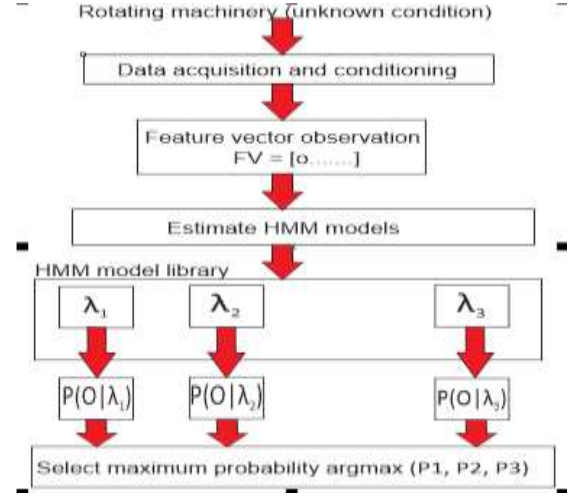 Rotating machinery (unknown condition)
Data acquisition and conditioning
Feature vector observation
FV = [o.......]
Estimate HMM models
HMM model library
λ₁ λ₂ λ₃
P(O|λ₁) P(O|λ₂) P(O|λ₃)
Select maximum probability argmax (P1, P2, P3)